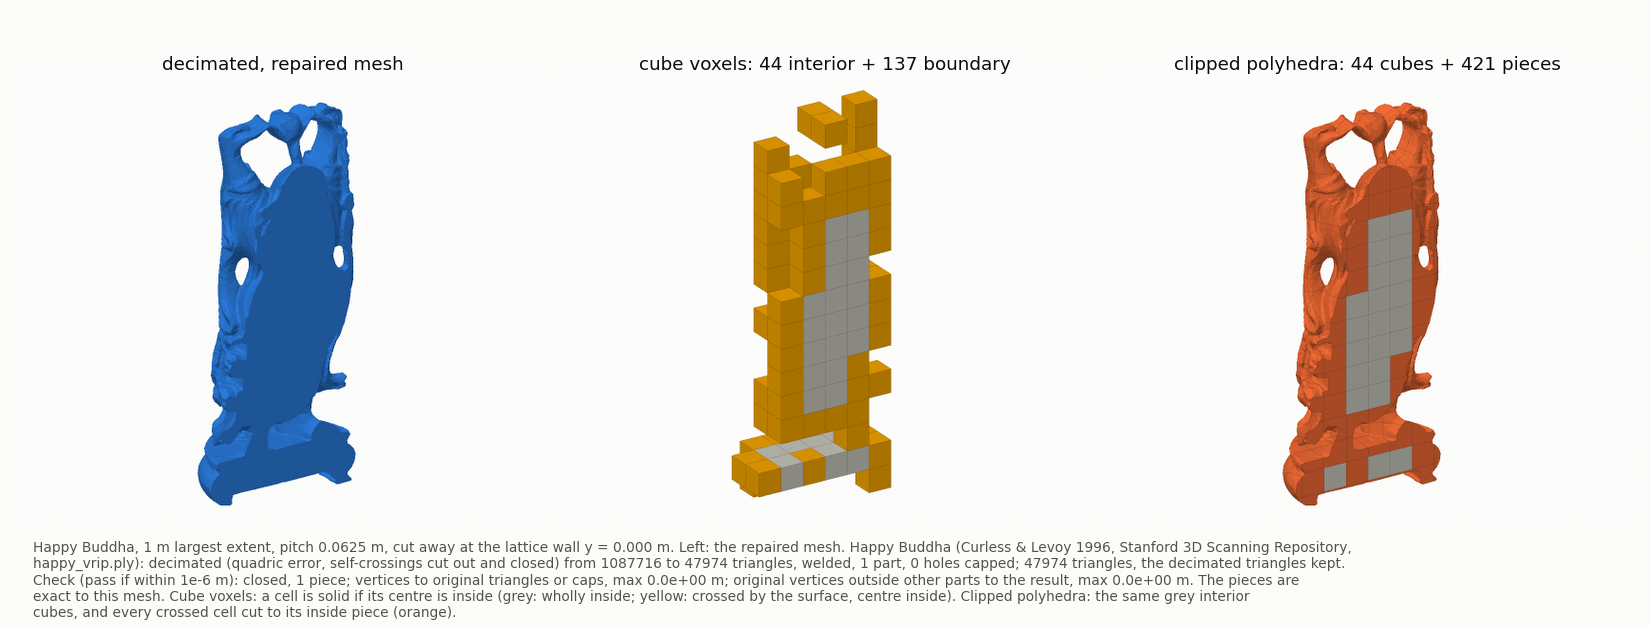 decimated, repaired mesh
cube voxels: 44 interior + 137 boundary
clipped polyhedra: 44 cubes + 421 pieces
Happy Buddha, 1 m largest extent, pitch 0.0625 m, cut away at the lattice wall y = 0.000 m. Left: the repaired mesh. Happy Buddha (Curless & Levoy 1996, Stanford 3D Scanning Repository,
happy_vrip.ply): decimated (quadric error, self-crossings cut out and closed) from 1087716 to 47974 triangles, welded, 1 part, 0 holes capped; 47974 triangles, the decimated triangles kept.
Check (pass if within 1e-6 m): closed, 1 piece; vertices to original triangles or caps, max 0.0e+00 m; original vertices outside other parts to the result, max 0.0e+00 m. The pieces are
exact to this mesh. Cube voxels: a cell is solid if its centre is inside (grey: wholly inside; yellow: crossed by the surface, centre inside). Clipped polyhedra: the same grey interior
cubes, and every crossed cell cut to its inside piece (orange).